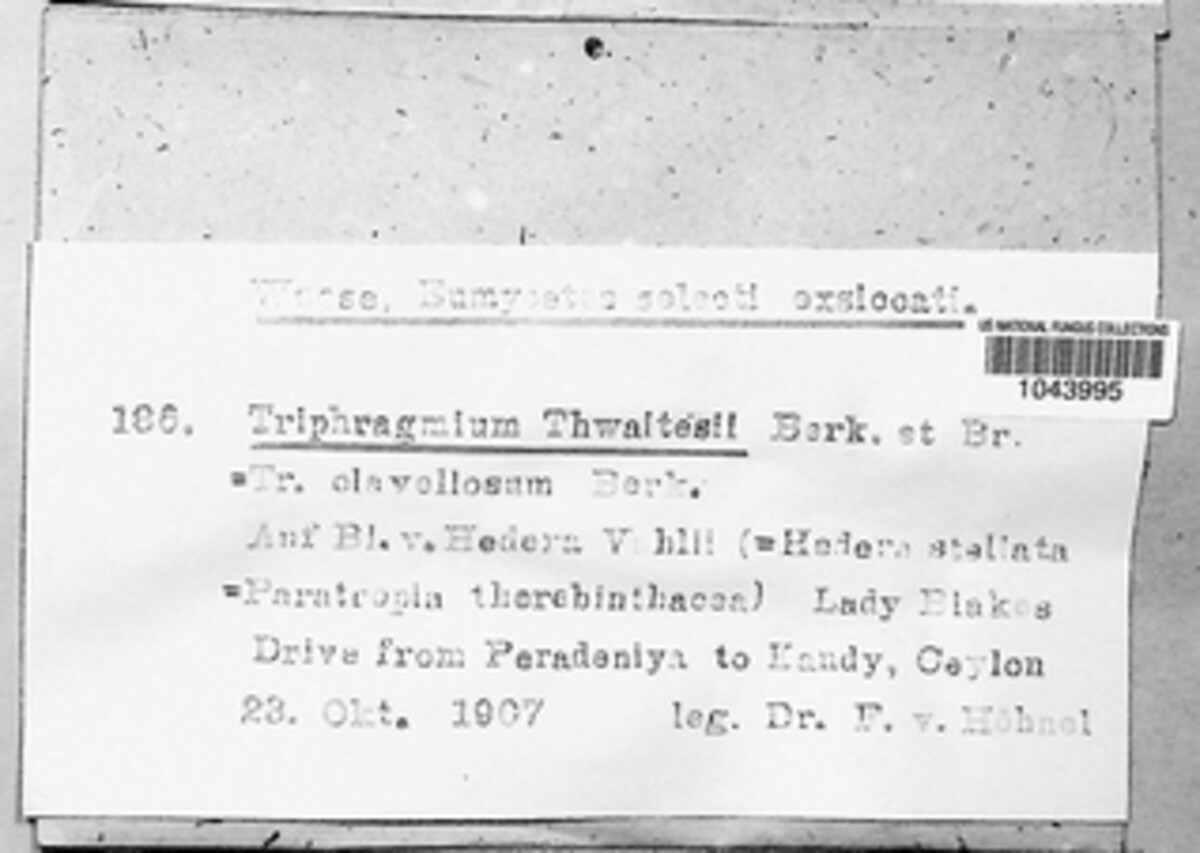 Weese, Eumycetes selecti exsiccati.
US NATIONAL FUNGUS COLLECTIONS
1043995
186. Triphragmium Thwaitesii Berk. et Br.
=Tr. clavellosum Berk.
Auf Bl. v. Hedera Vahlii (=Hedera stellata
=Paratropia therebinthacea) Lady Blakes
Drive from Peradeniya to Kandy, Ceylon
23. Okt. 1907 leg. Dr. F. v. Höhnel